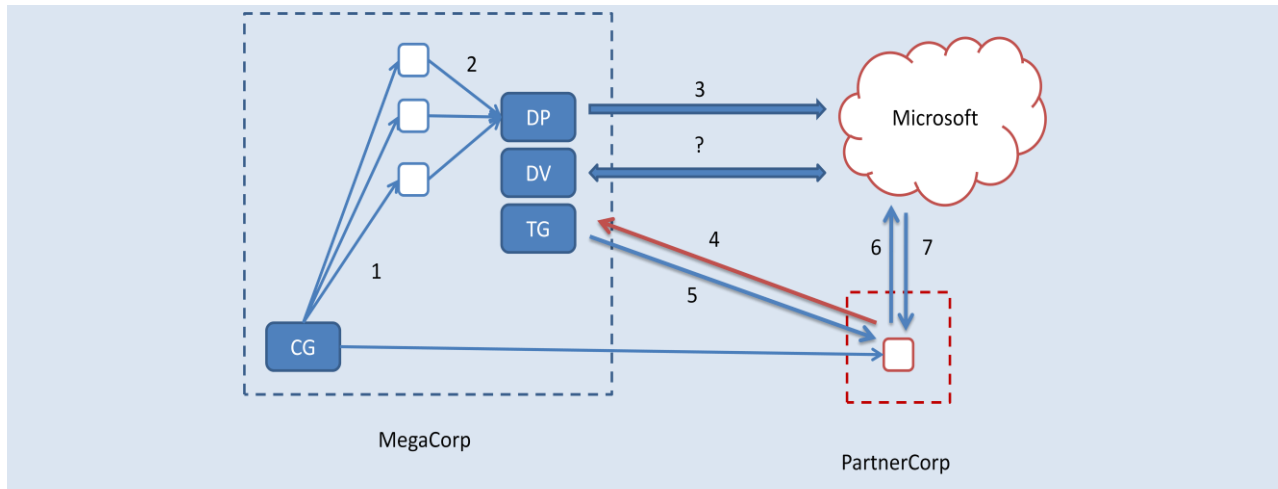 2
DP
3
Microsoft
DV
?
TG
4
6
7
1
5
CG
MegaCorp
PartnerCorp